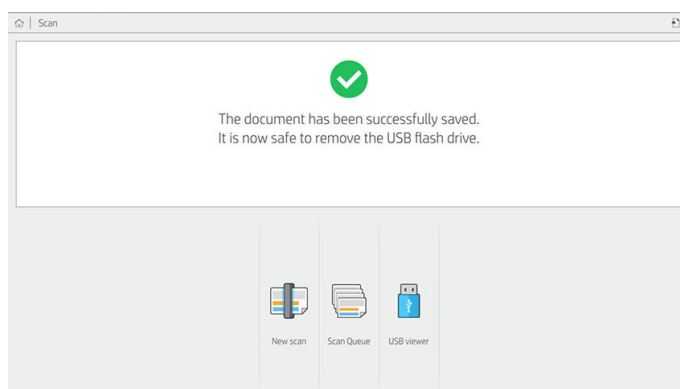 Scan
The document has been successfully saved.
It is now safe to remove the USB flash drive.
New scan
Scan Queue
USB viewer